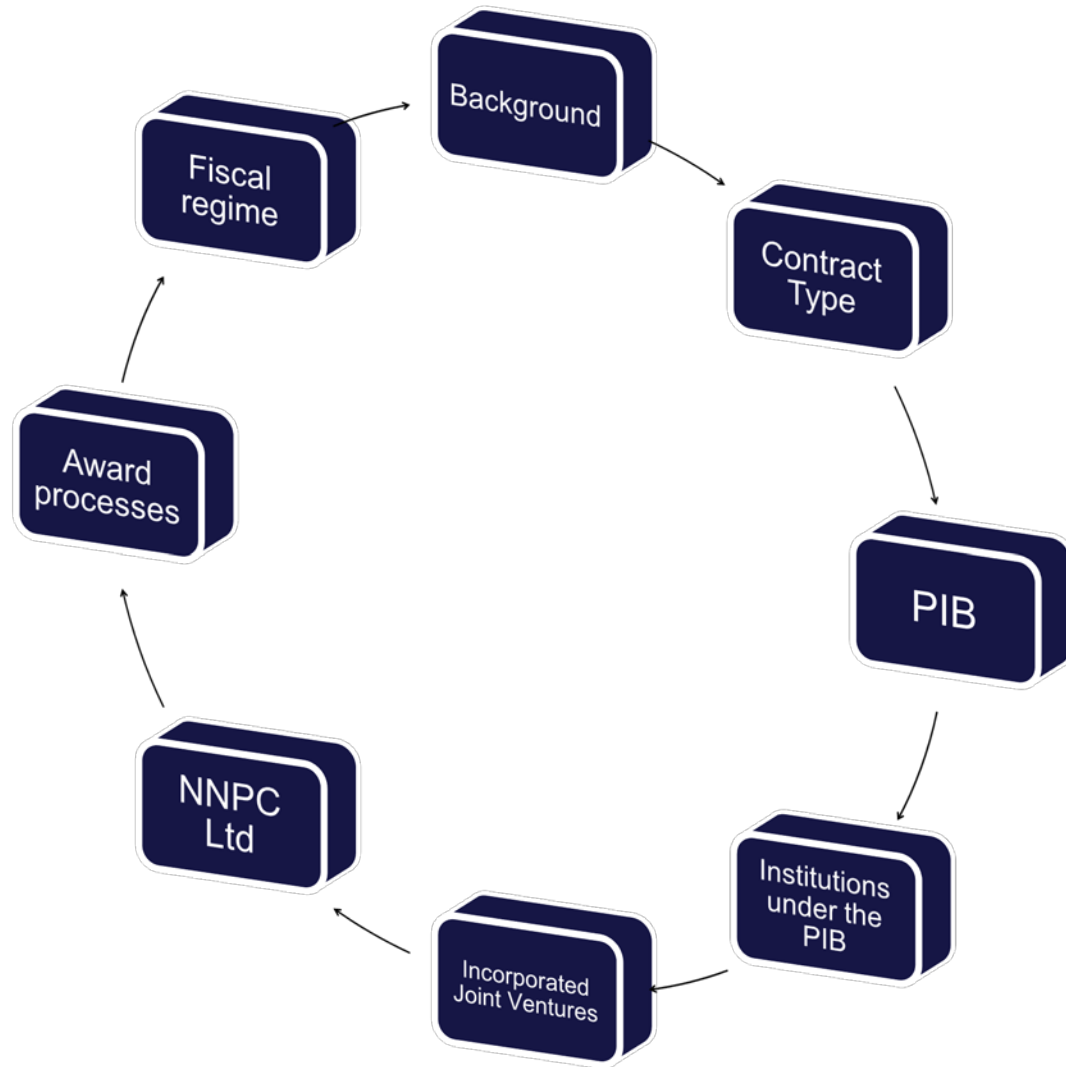 Background
Contract
Type
PIB
Institutions
under the
PIB
Incorporated
Joint Ventures
NNPC
Ltd
Award
processes
Fiscal
regime